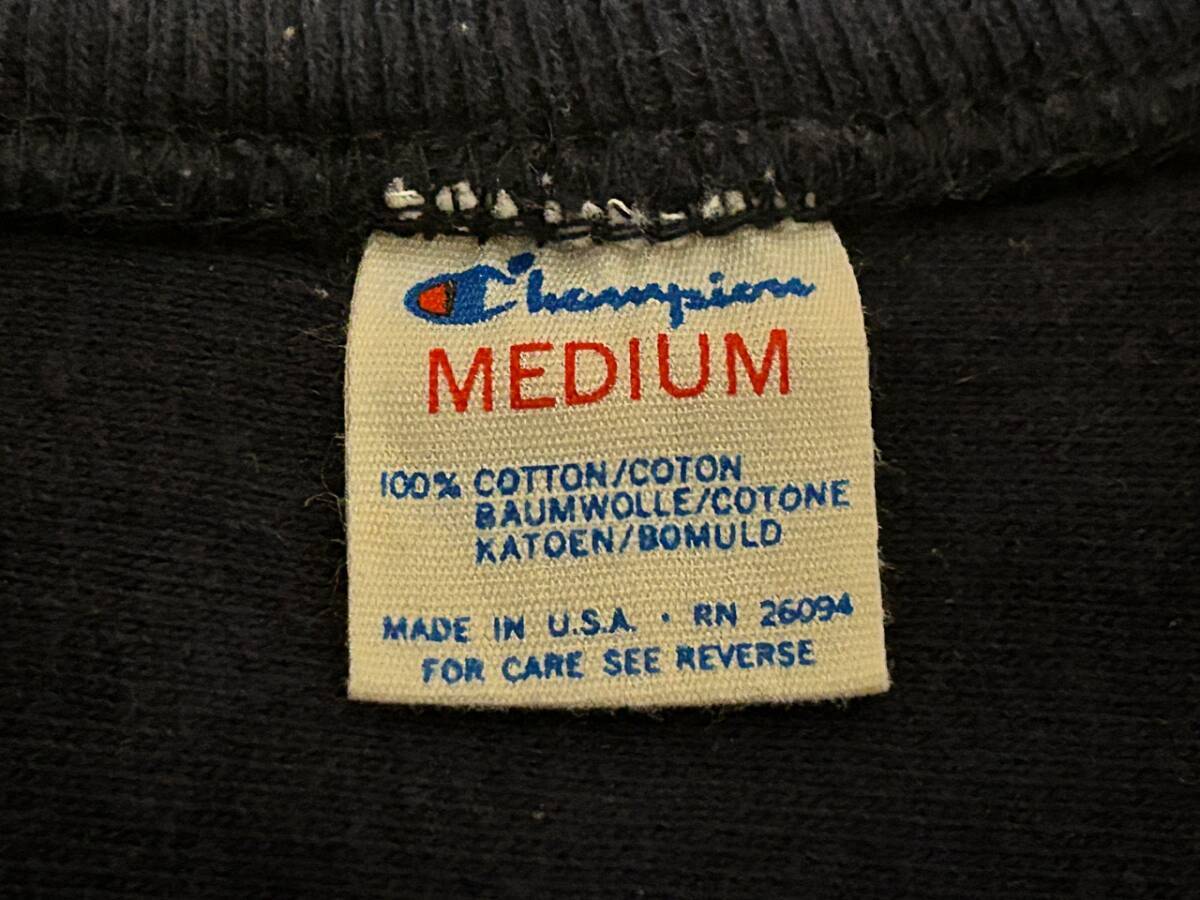 Champion
MEDIUM
100% COTTON/COTON
BAUMWOLLE/COTONE
KATOEN/BOMULD
MADE IN U.S.A. · RN 26094
FOR CARE SEE REVERSE